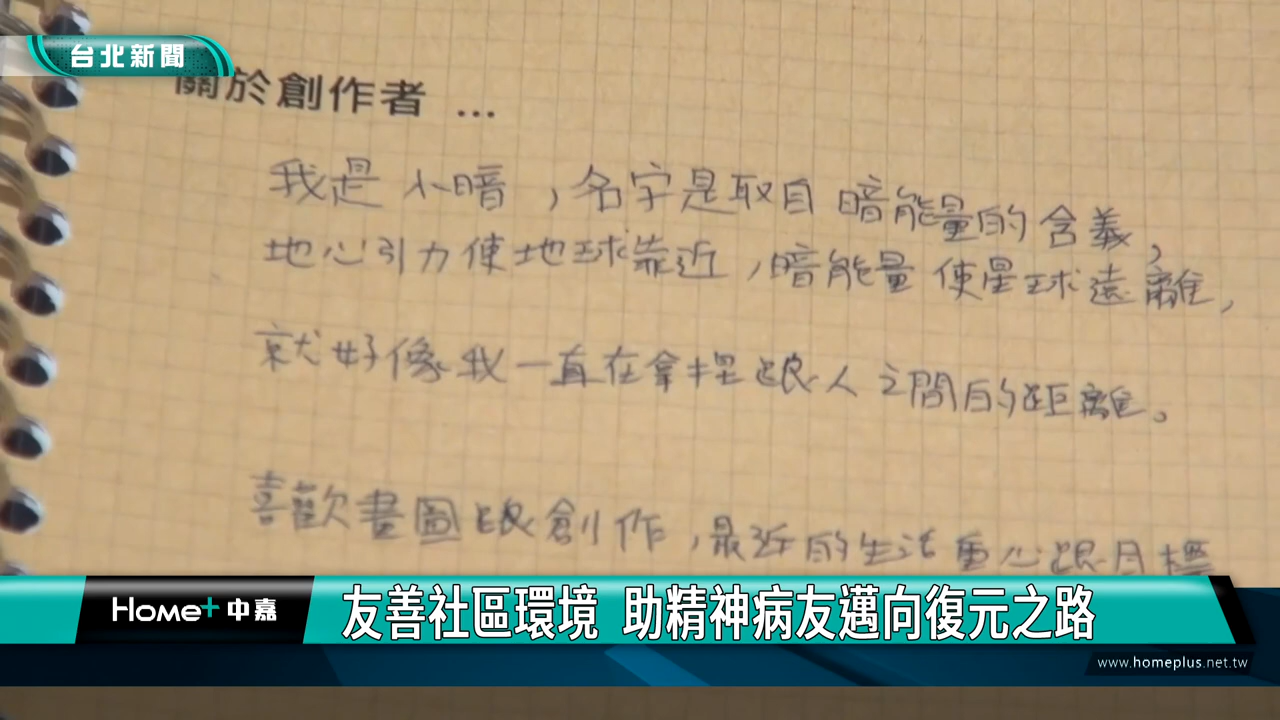 台北新聞
關於創作者 ...
我是 小暗，名字是取自 暗能量的 含義，
地心引力使地球靠近，暗能量 使星球遠離，
就好像我一直在拿捏跟人之間的距離。
喜歡畫圖跟創作，最近的生活重心跟目標
Home+ 中嘉
友善社區環境 助精神病友邁向復元之路
www.homeplus.net.tw